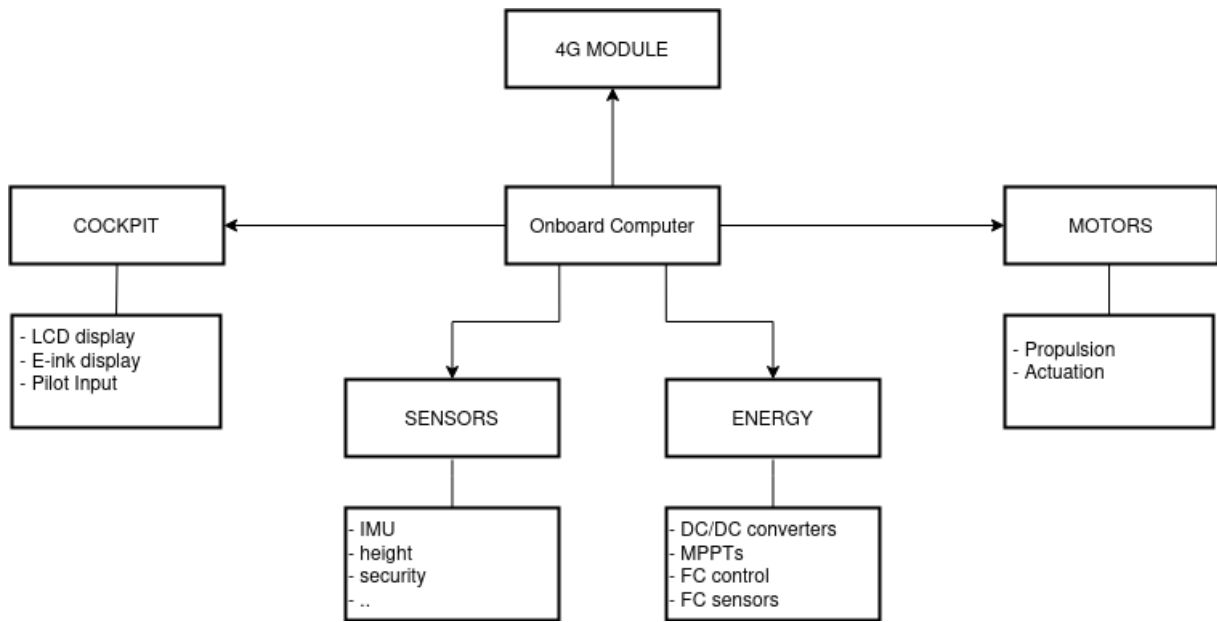 4G MODULE
COCKPIT
Onboard Computer
MOTORS
- LCD display
- E-ink display
- Pilot Input
- Propulsion
- Actuation
SENSORS
ENERGY
- IMU
- height
- security
- ..
- DC/DC converters
- MPPTs
- FC control
- FC sensors